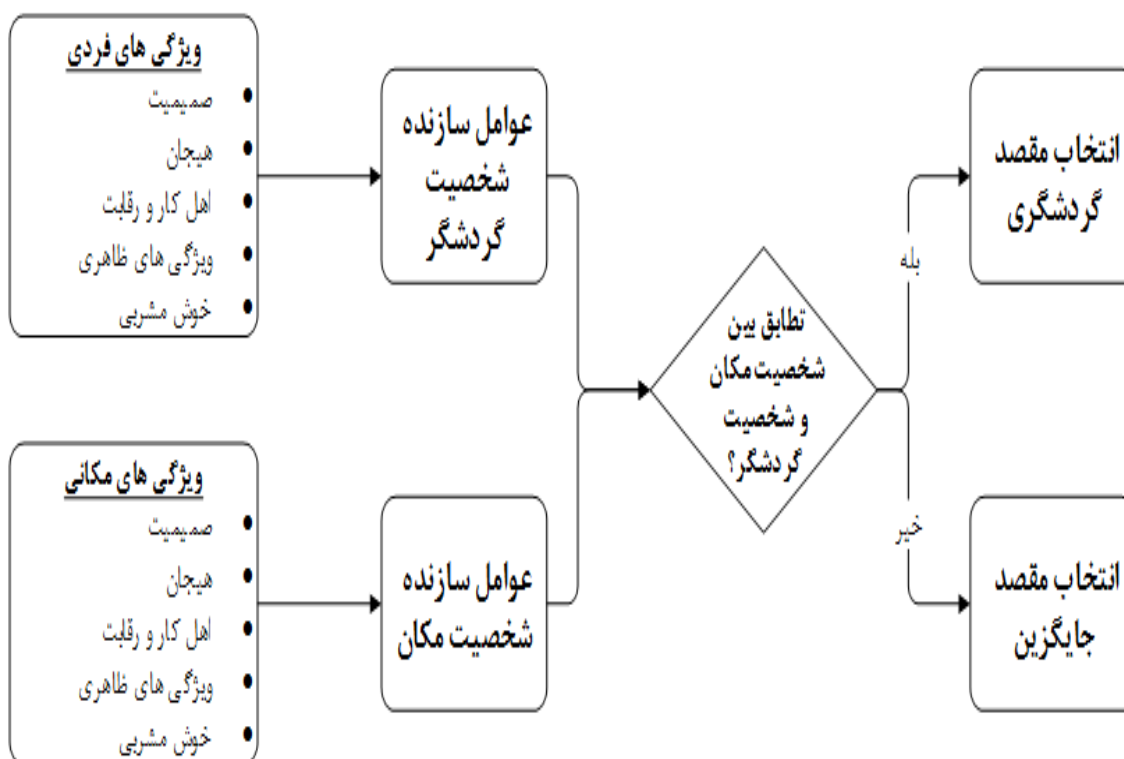 ویژگی های فردی
صمیمیت
هیجان
اهل کار و رقابت
ویژگی های ظاهری
خوش مشربی
عوامل سازنده
شخصیت
گردشگر
ویژگی های مکانی
صمیمیت
هیجان
اهل کار و رقابت
ویژگی های ظاهری
خوش مشربی
عوامل سازنده
شخصیت مکان
تطابق بین
شخصیت مکان
و شخصیت
گردشگر؟
بله
انتخاب مقصد
گردشگری
خیر
انتخاب مقصد
جایگزین